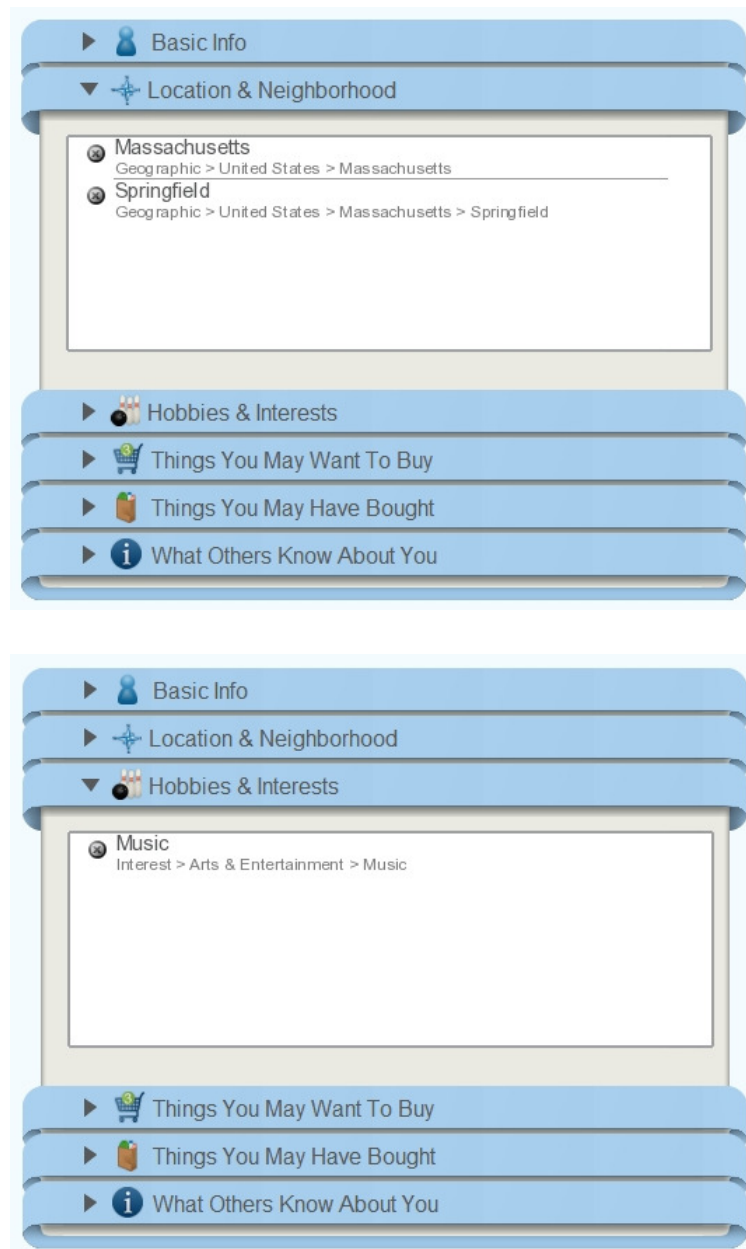 Basic Info
Location & Neighborhood
Massachusetts
Geographic > United States > Massachusetts
Springfield
Geographic > United States > Massachusetts > Springfield
Hobbies & Interests
3
Things You May Want To Buy
Things You May Have Bought
i
What Others Know About You
Basic Info
Location & Neighborhood
Hobbies & Interests
Music
Interest > Arts & Entertainment > Music
3
Things You May Want To Buy
Things You May Have Bought
i
What Others Know About You